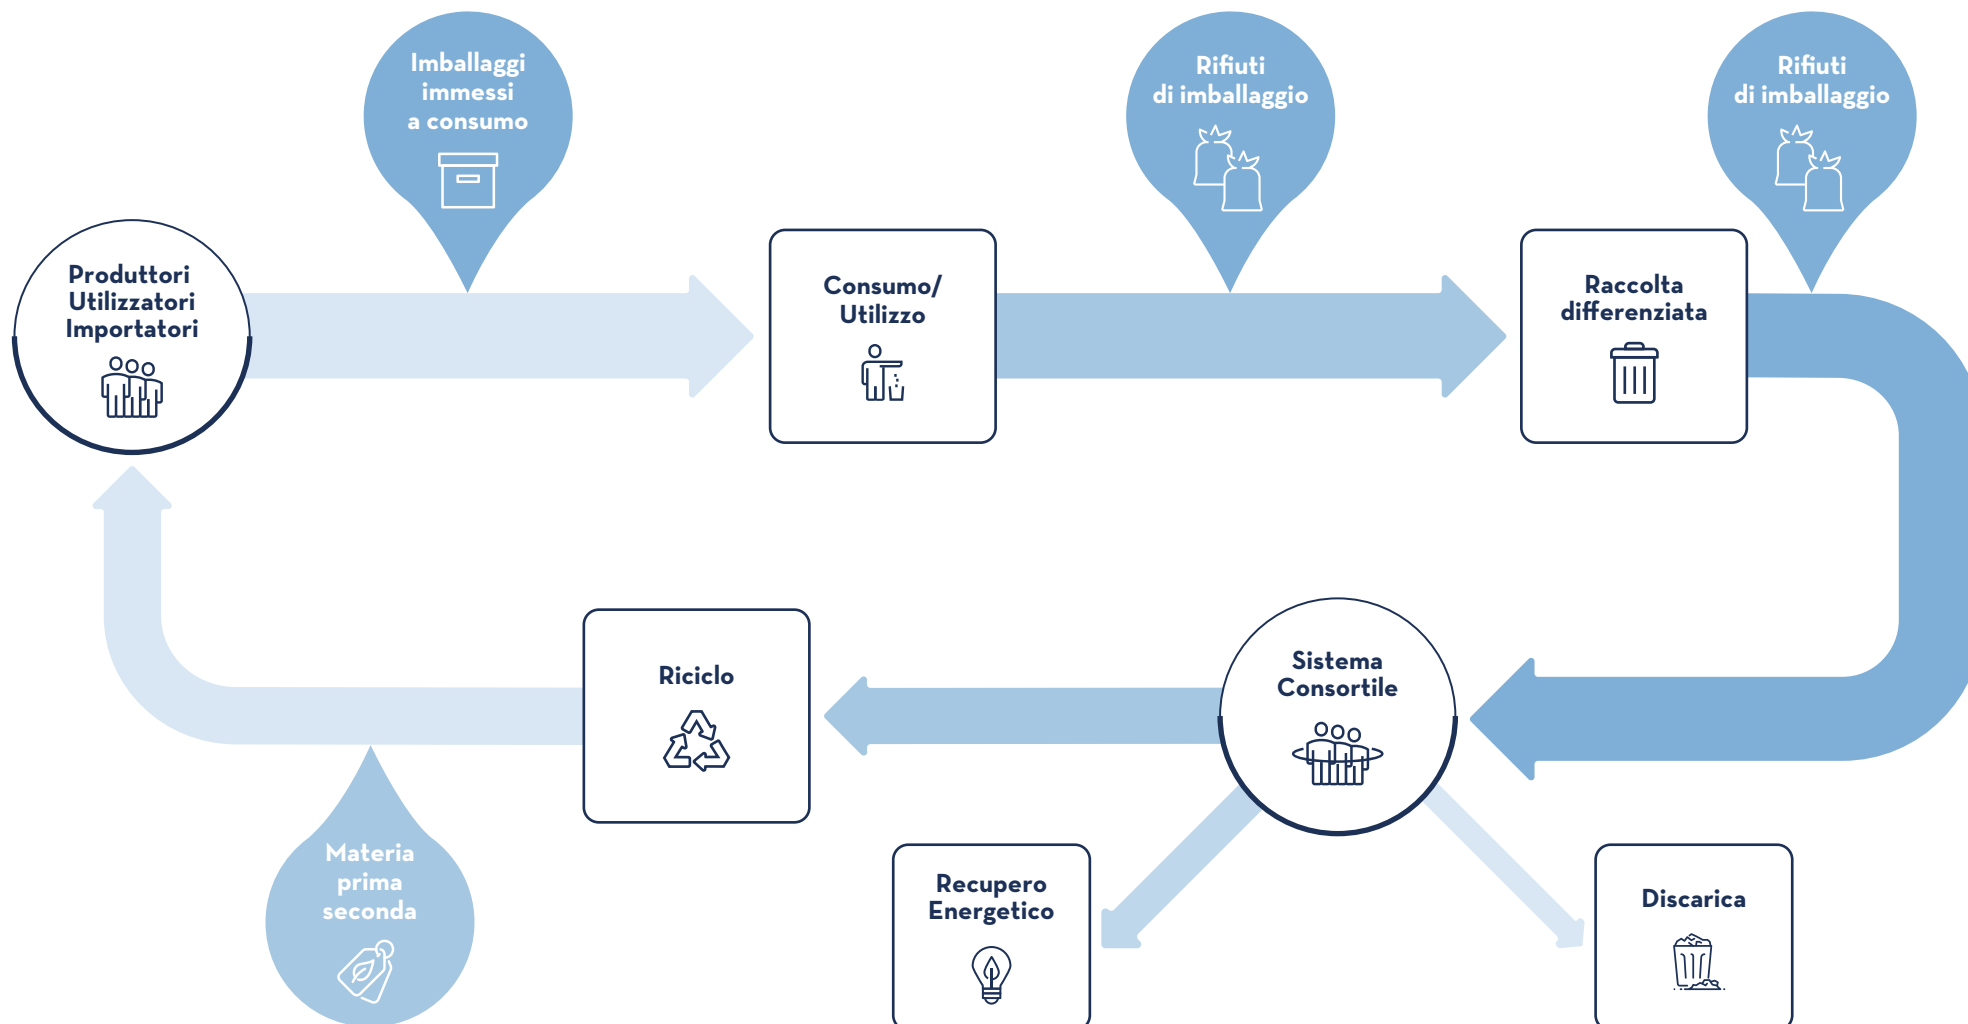 Imballaggi
immessi
a consumo
Rifiuti
di imballaggio
Rifiuti
di imballaggio
Produttori
Utilizzatori
Importatori
Consumo/
Utilizzo
Raccolta
differenziata
Riciclo
Sistema
Consortile
Materia
prima
seconda
Recupero
Energetico
Discarica